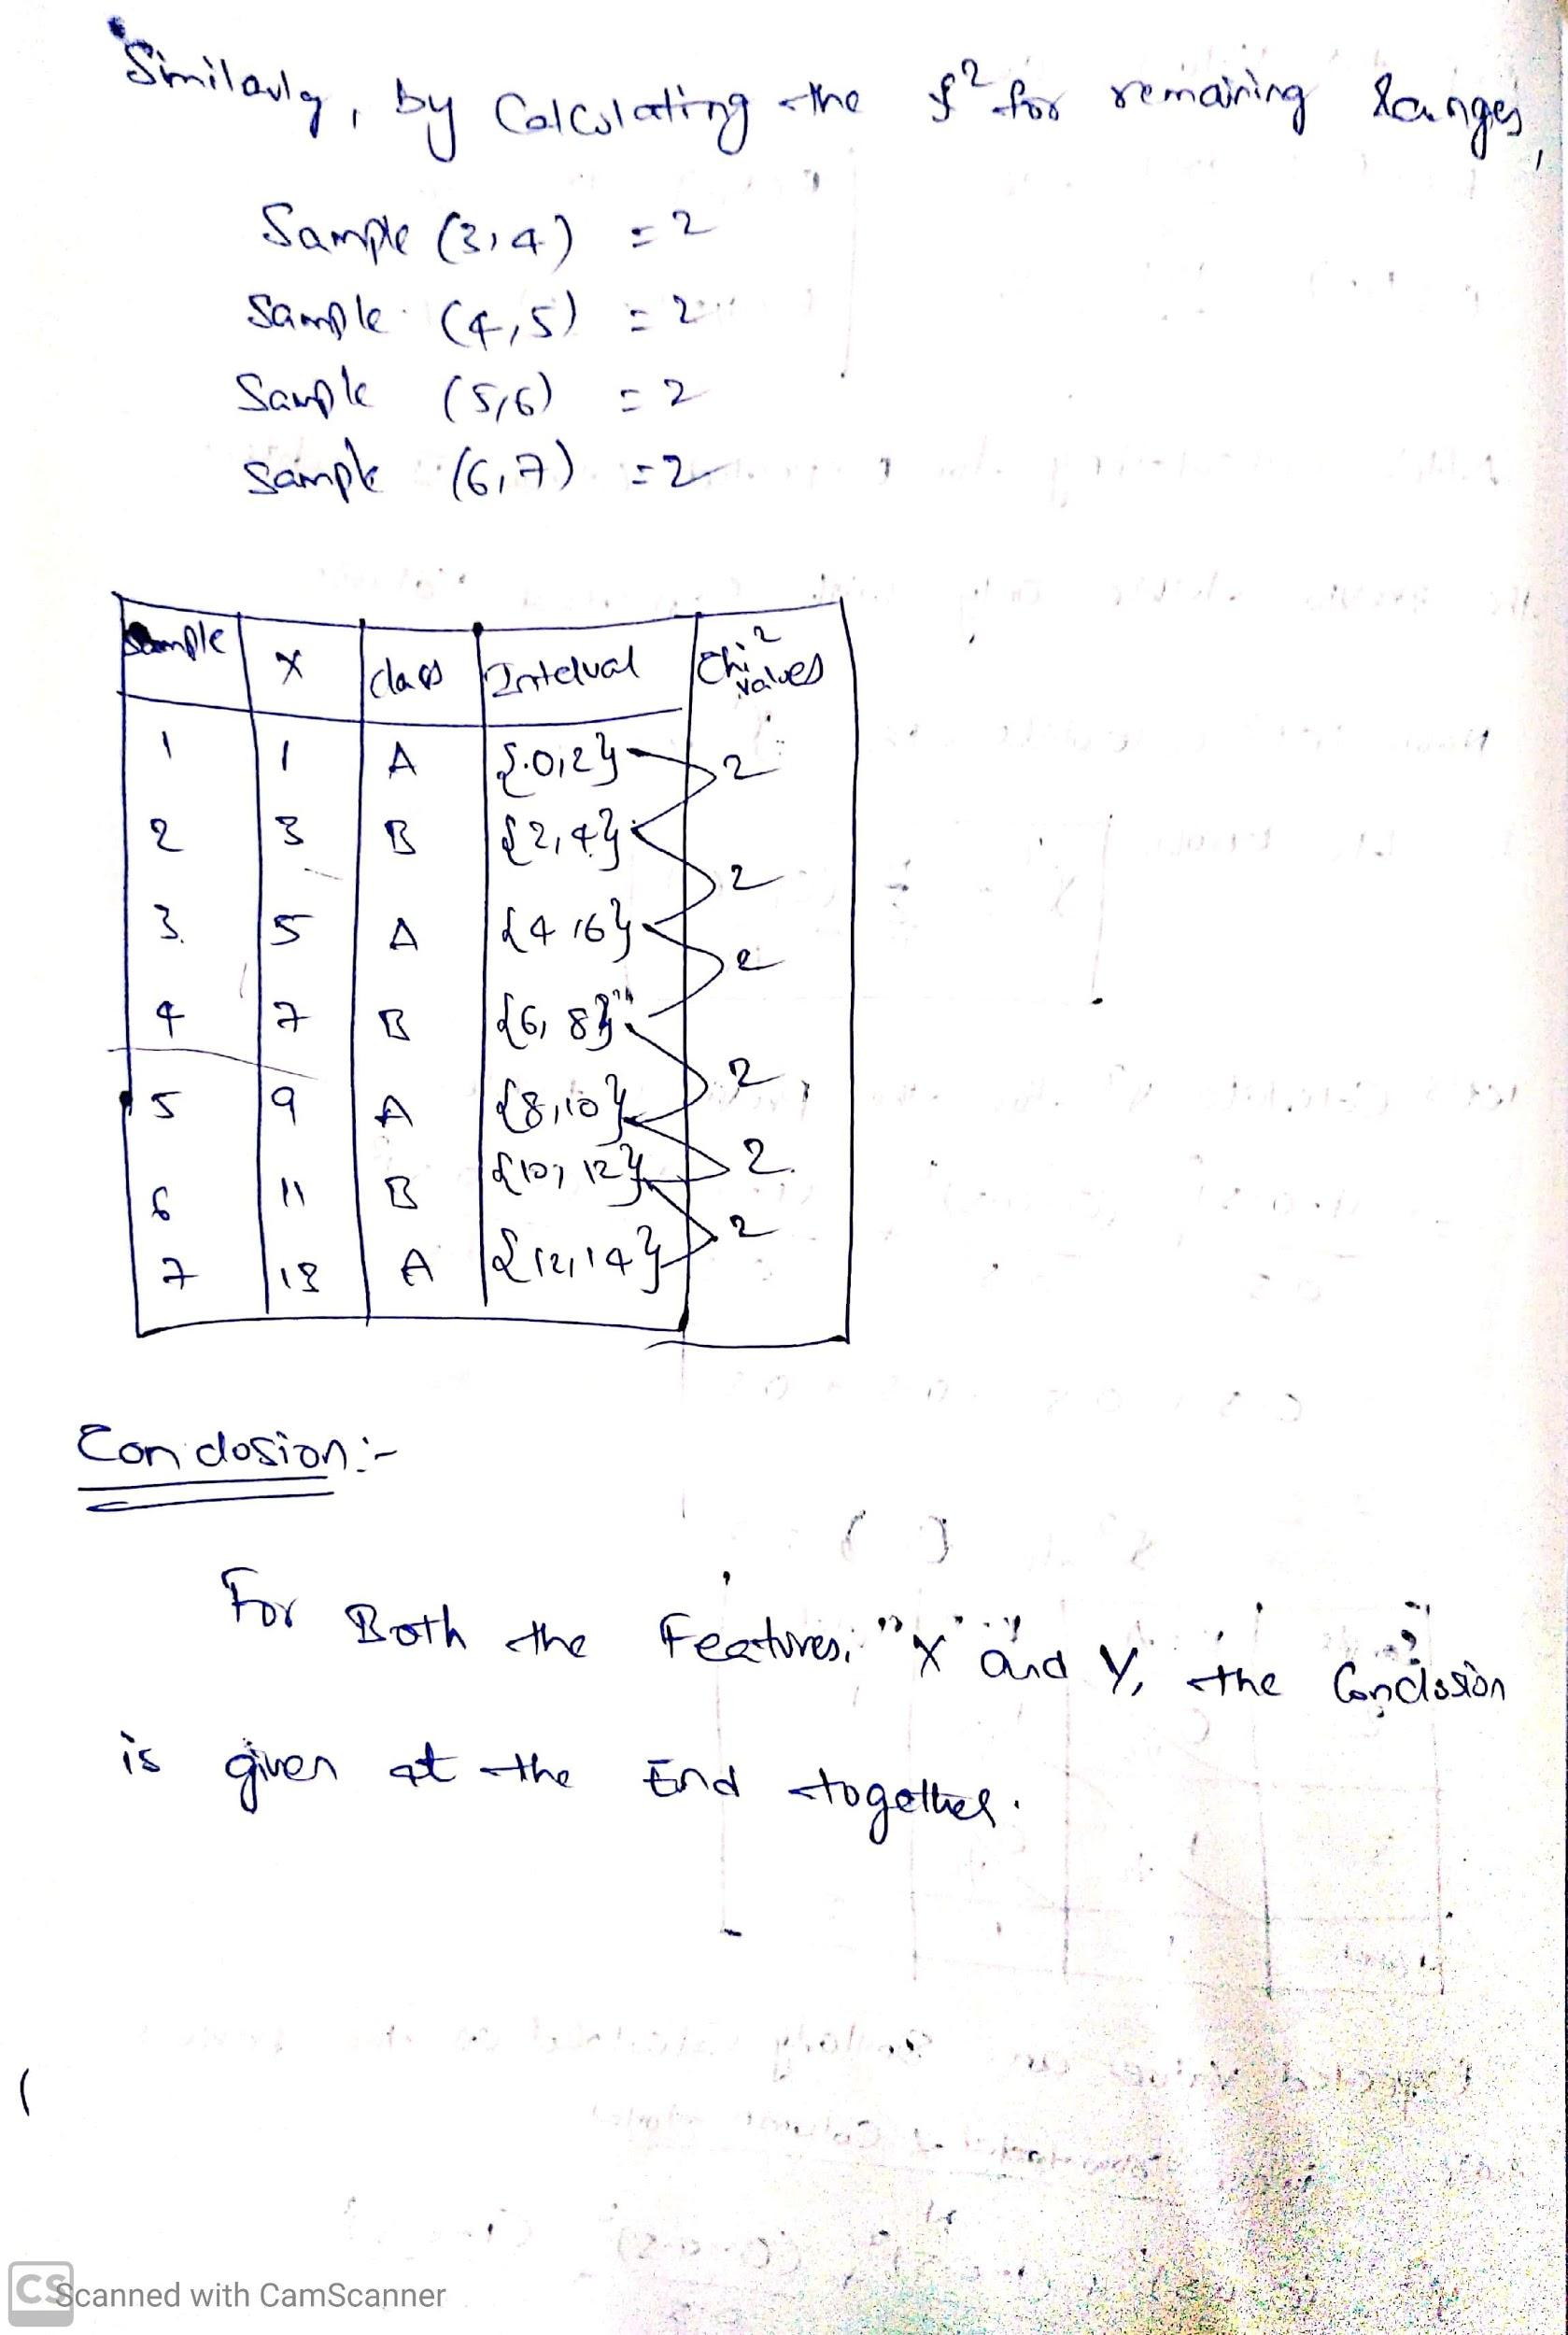 Similarly, by Calculating the f² for remaining Ranges,
Sample (3,4) = 2
Sample (4,5) = 2
Sample (5,6) = 2
Sample (6,7) = 2
Sample X class Interval Chi² values
1 1 A {0,2} 2
2 3 B {2,4} 2
3. 5 A {4,6} 2
4 7 B {6,8} 2
5 9 A {8,10} 2.
6 11 B {10,12} 2
7 13 A {12,14}
Conclusion:-
For Both the Features, "X" and Y, the Conclusion
is given at the End together.
CS Scanned with CamScanner